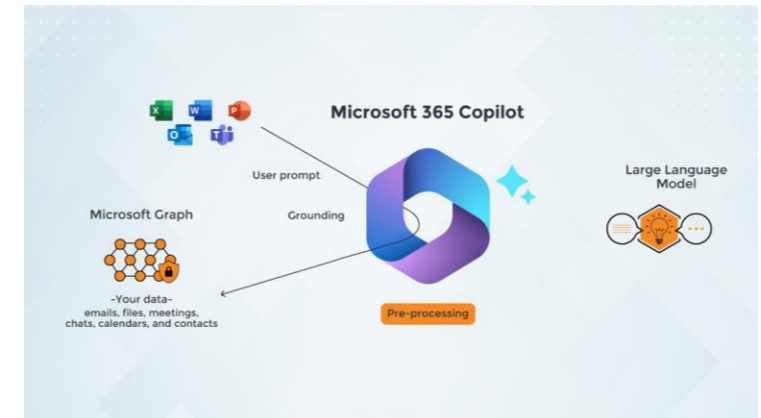 X
W
P
O
T
Microsoft 365 Copilot
User prompt
Grounding
Large Language
Model
Microsoft Graph
-Your data-
emails, files, meetings,
chats, calendars, and contacts
Pre-processing